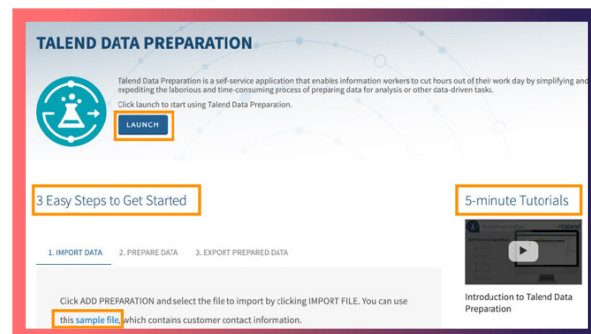 TALEND DATA PREPARATION
Talend Data Preparation is a self-service application that enables information workers to cut hours out of their work day by simplifying and
expediting the laborious and time-consuming process of preparing data for analysis or other data-driven tasks.
Click launch to start using Talend Data Preparation.
LAUNCH
3 Easy Steps to Get Started
5-minute Tutorials
1. IMPORT DATA 2. PREPARE DATA 3. EXPORT PREPARED DATA
Click ADD PREPARATION and select the file to import by clicking IMPORT FILE. You can use
this sample file, which contains customer contact information.
Introduction to Talend Data
Preparation